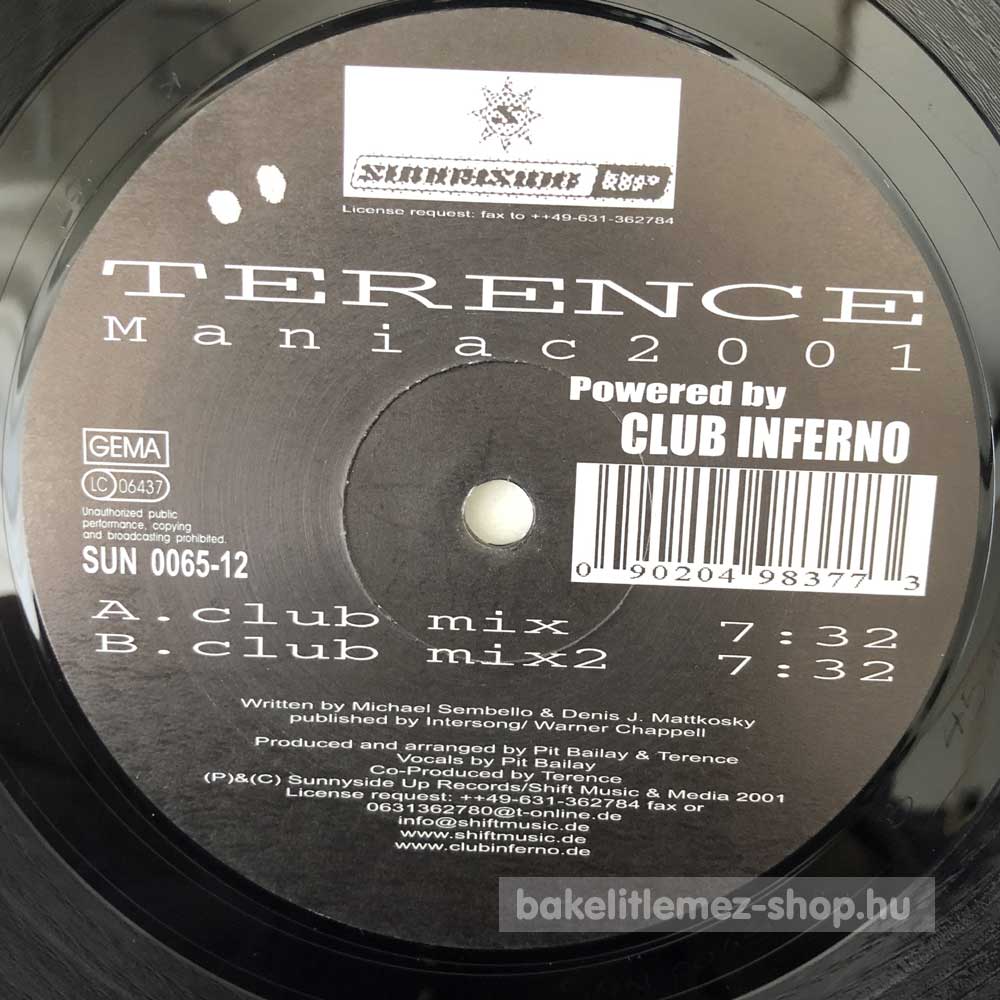 License request: fax to ++49-631-362784
TERENCE
Maniac2001
Powered by
CLUB INFERNO
GEMA
LC 06437
Unauthorized public
performance, copying
and broadcasting prohibited.
SUN 0065-12
0 90204 98377 3
A.club mix 7:32
B.club mix2 7:32
Written by Michael Sembello & Denis J. Mattkosky
published by Intersong/ Warner Chappell
Produced and arranged by Pit Bailay & Terence
Vocals by Pit Bailay
Co-Produced by Terence
(P)&(C) Sunnyside Up Records/Shift Music & Media 2001
License request: ++49-631-362784 fax or
0631362780@t-online.de
info@shiftmusic.de
www.shiftmusic.de
www.clubinferno.de
bakelitlemez-shop.hu